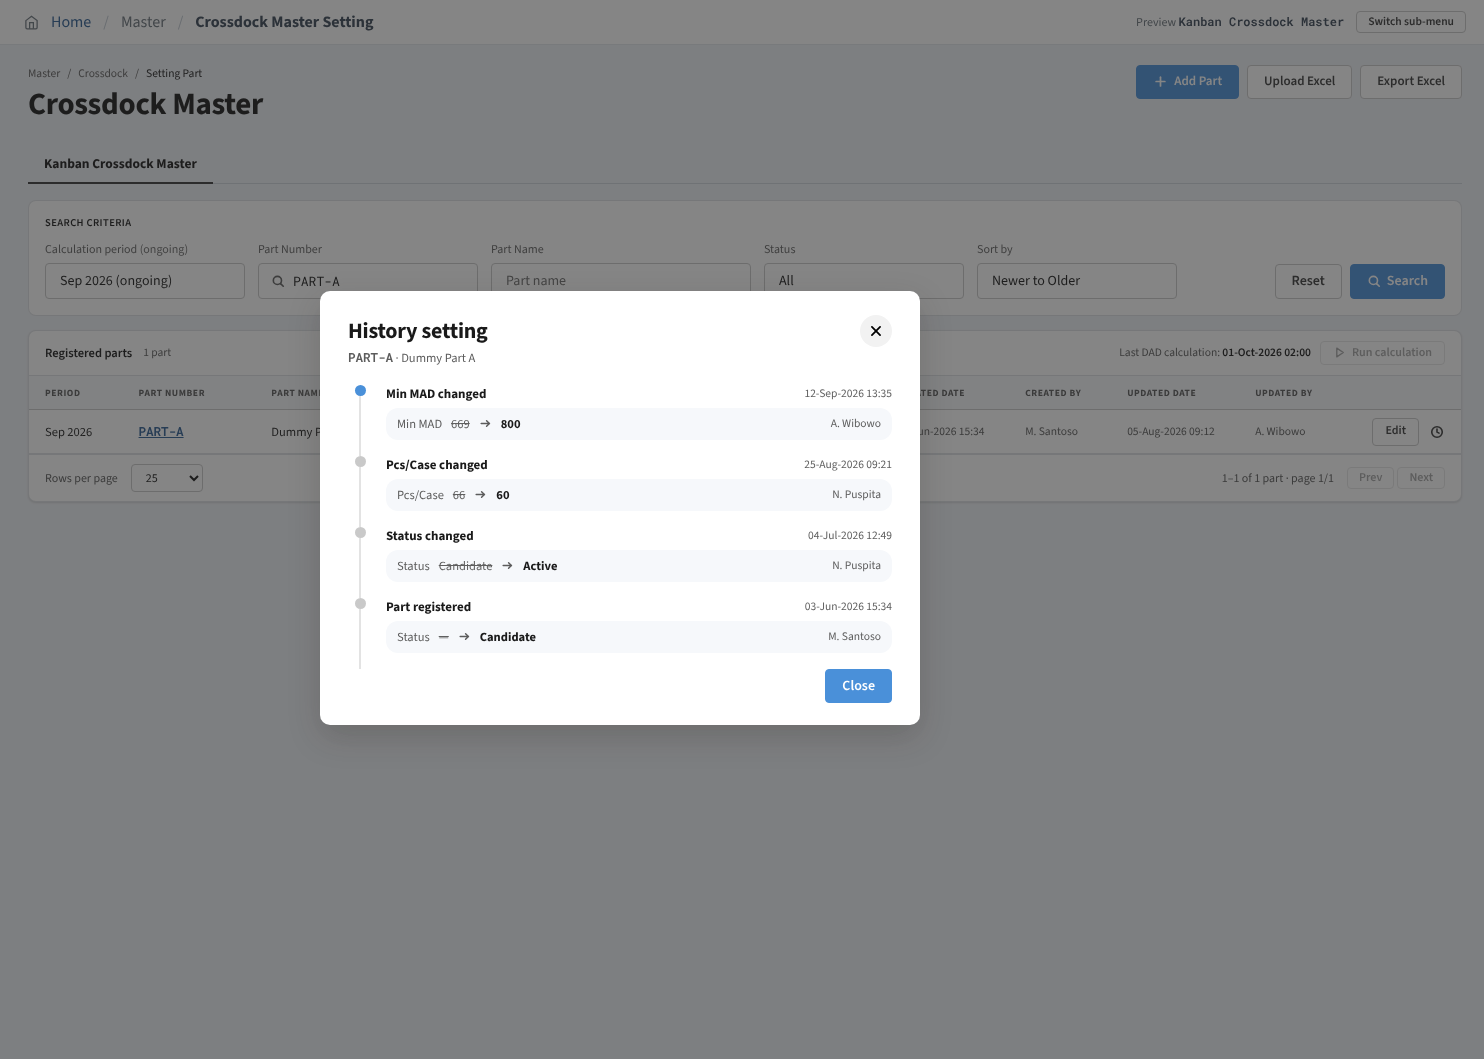 Home / Master / Crossdock Master Setting
Preview Kanban Crossdock Master Switch sub-menu
Master / Crossdock / Setting Part
Crossdock Master
Add Part Upload Excel Export Excel
Kanban Crossdock Master
SEARCH CRITERIA
Calculation period (ongoing) Part Number Part Name Status Sort by
Sep 2026 (ongoing) PART-A Part name All Newer to Older Reset Search
Registered parts 1 part Last DAD calculation: 01-Oct-2026 02:00 Run calculation
PERIOD PART NUMBER DATE CREATED BY UPDATED DATE UPDATED BY
Sep 2026 PART-A Dummy 15:34 M. Santoso 05-Aug-2026 09:12 A. Wibowo Edit
Rows per page 25 1–1 of 1 part · page 1/1 Prev Next
History setting
PART-A · Dummy Part A
Min MAD changed 12-Sep-2026 13:35
Min MAD 669 → 800 A. Wibowo
Pcs/Case changed 25-Aug-2026 09:21
Pcs/Case 66 → 60 N. Puspita
Status changed 04-Jul-2026 12:49
Status Candidate → Active N. Puspita
Part registered 03-Jun-2026 15:34
Status — → Candidate M. Santoso
Close